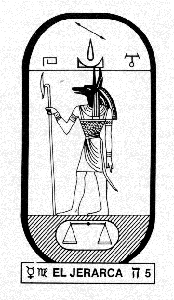 ☿ ♍ EL JERARCA ה 5